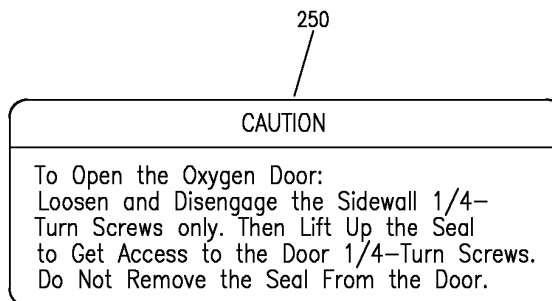 250
CAUTION
To Open the Oxygen Door:
Loosen and Disengage the Sidewall 1/4-
Turn Screws only. Then Lift Up the Seal
to Get Access to the Door 1/4-Turn Screws.
Do Not Remove the Seal From the Door.